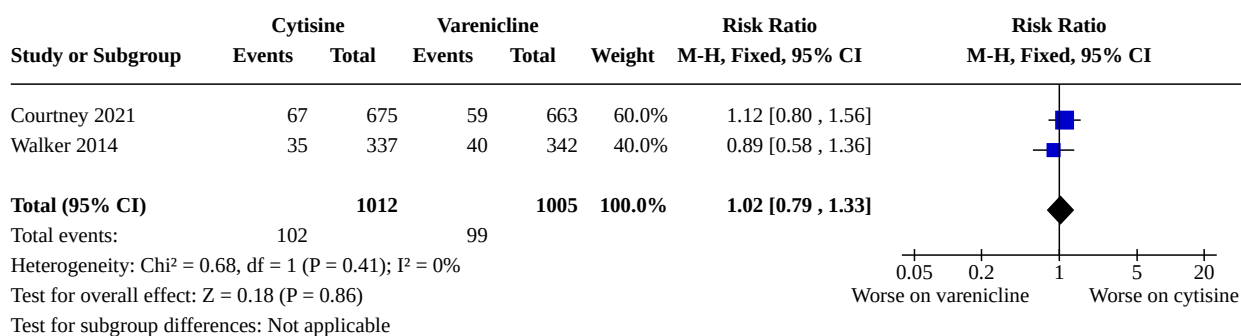 Cytisine Varenicline Risk Ratio Risk Ratio
Study or Subgroup Events Total Events Total Weight M-H, Fixed, 95% CI M-H, Fixed, 95% CI
Courtney 2021 67 675 59 663 60.0% 1.12 [0.80 , 1.56]
Walker 2014 35 337 40 342 40.0% 0.89 [0.58 , 1.36]
Total (95% CI) 1012 1005 100.0% 1.02 [0.79 , 1.33]
Total events: 102 99
Heterogeneity: Chi² = 0.68, df = 1 (P = 0.41); I² = 0%
0.05 0.2 1 5 20
Test for overall effect: Z = 0.18 (P = 0.86)
Worse on varenicline Worse on cytisine
Test for subgroup differences: Not applicable